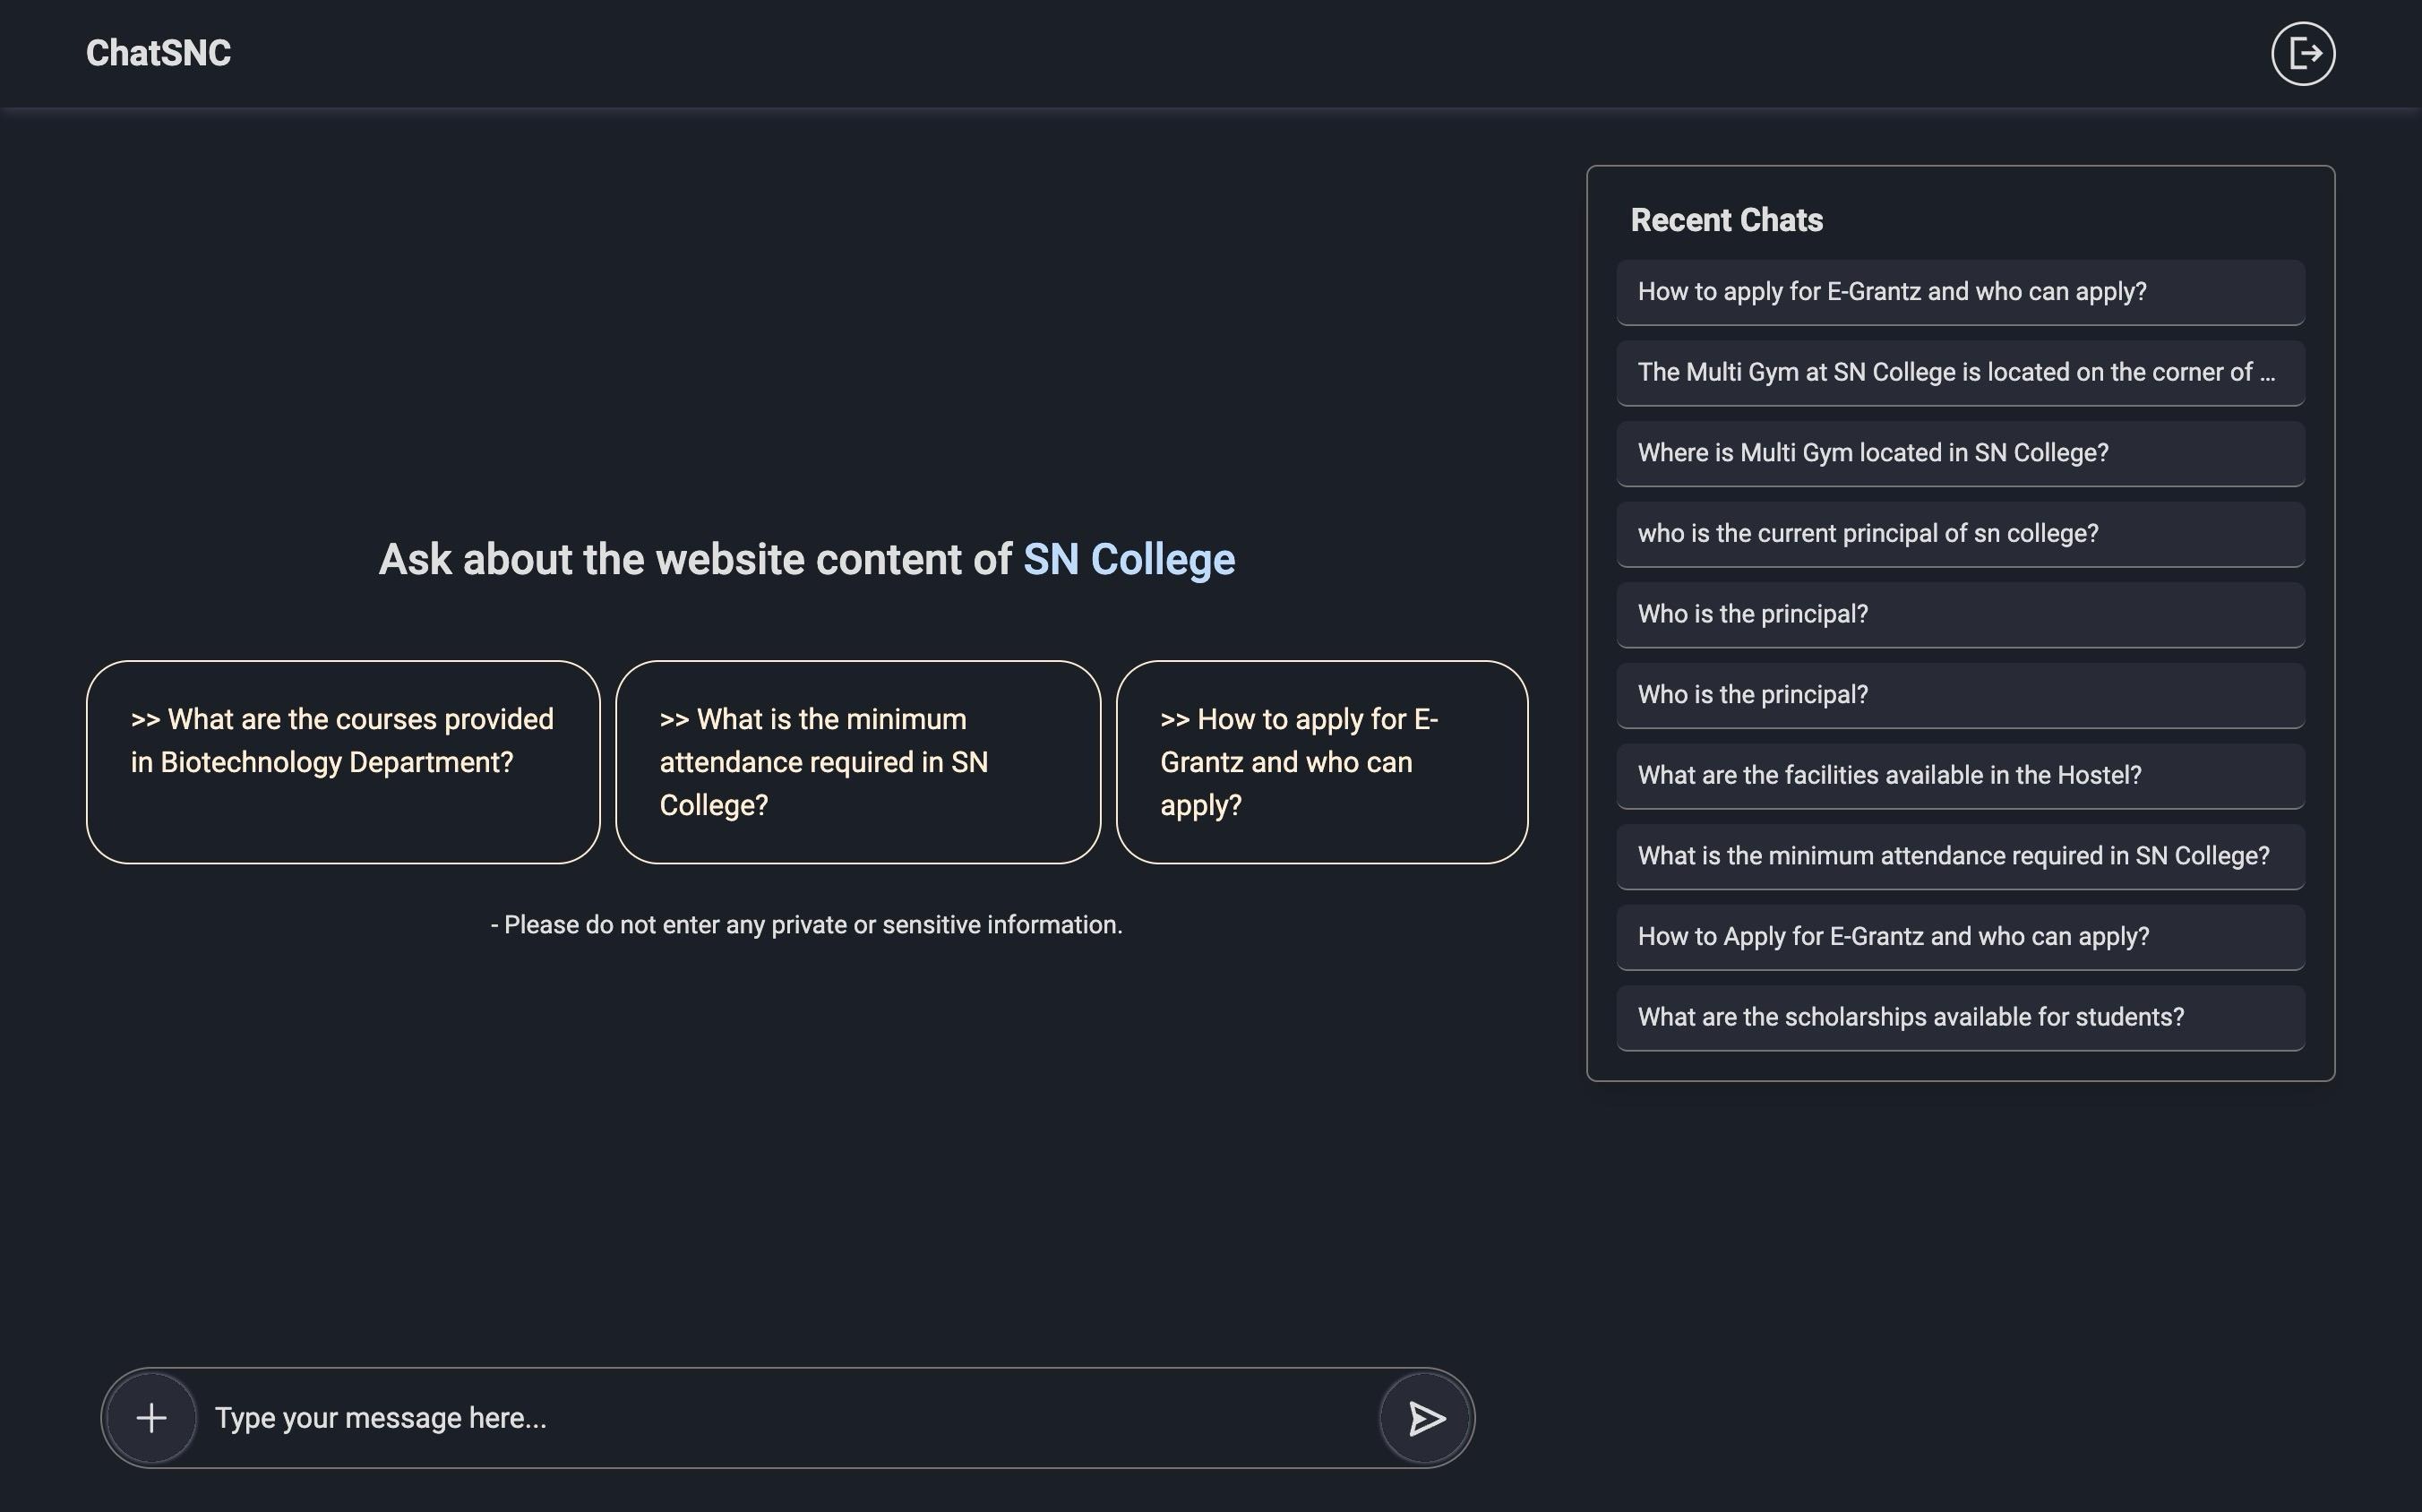 ChatSNC
Ask about the website content of SN College
>> What are the courses provided
in Biotechnology Department?
>> What is the minimum
attendance required in SN
College?
>> How to apply for E-
Grantz and who can
apply?
- Please do not enter any private or sensitive information.
Type your message here...
Recent Chats
How to apply for E-Grantz and who can apply?
The Multi Gym at SN College is located on the corner of ...
Where is Multi Gym located in SN College?
who is the current principal of sn college?
Who is the principal?
Who is the principal?
What are the facilities available in the Hostel?
What is the minimum attendance required in SN College?
How to Apply for E-Grantz and who can apply?
What are the scholarships available for students?